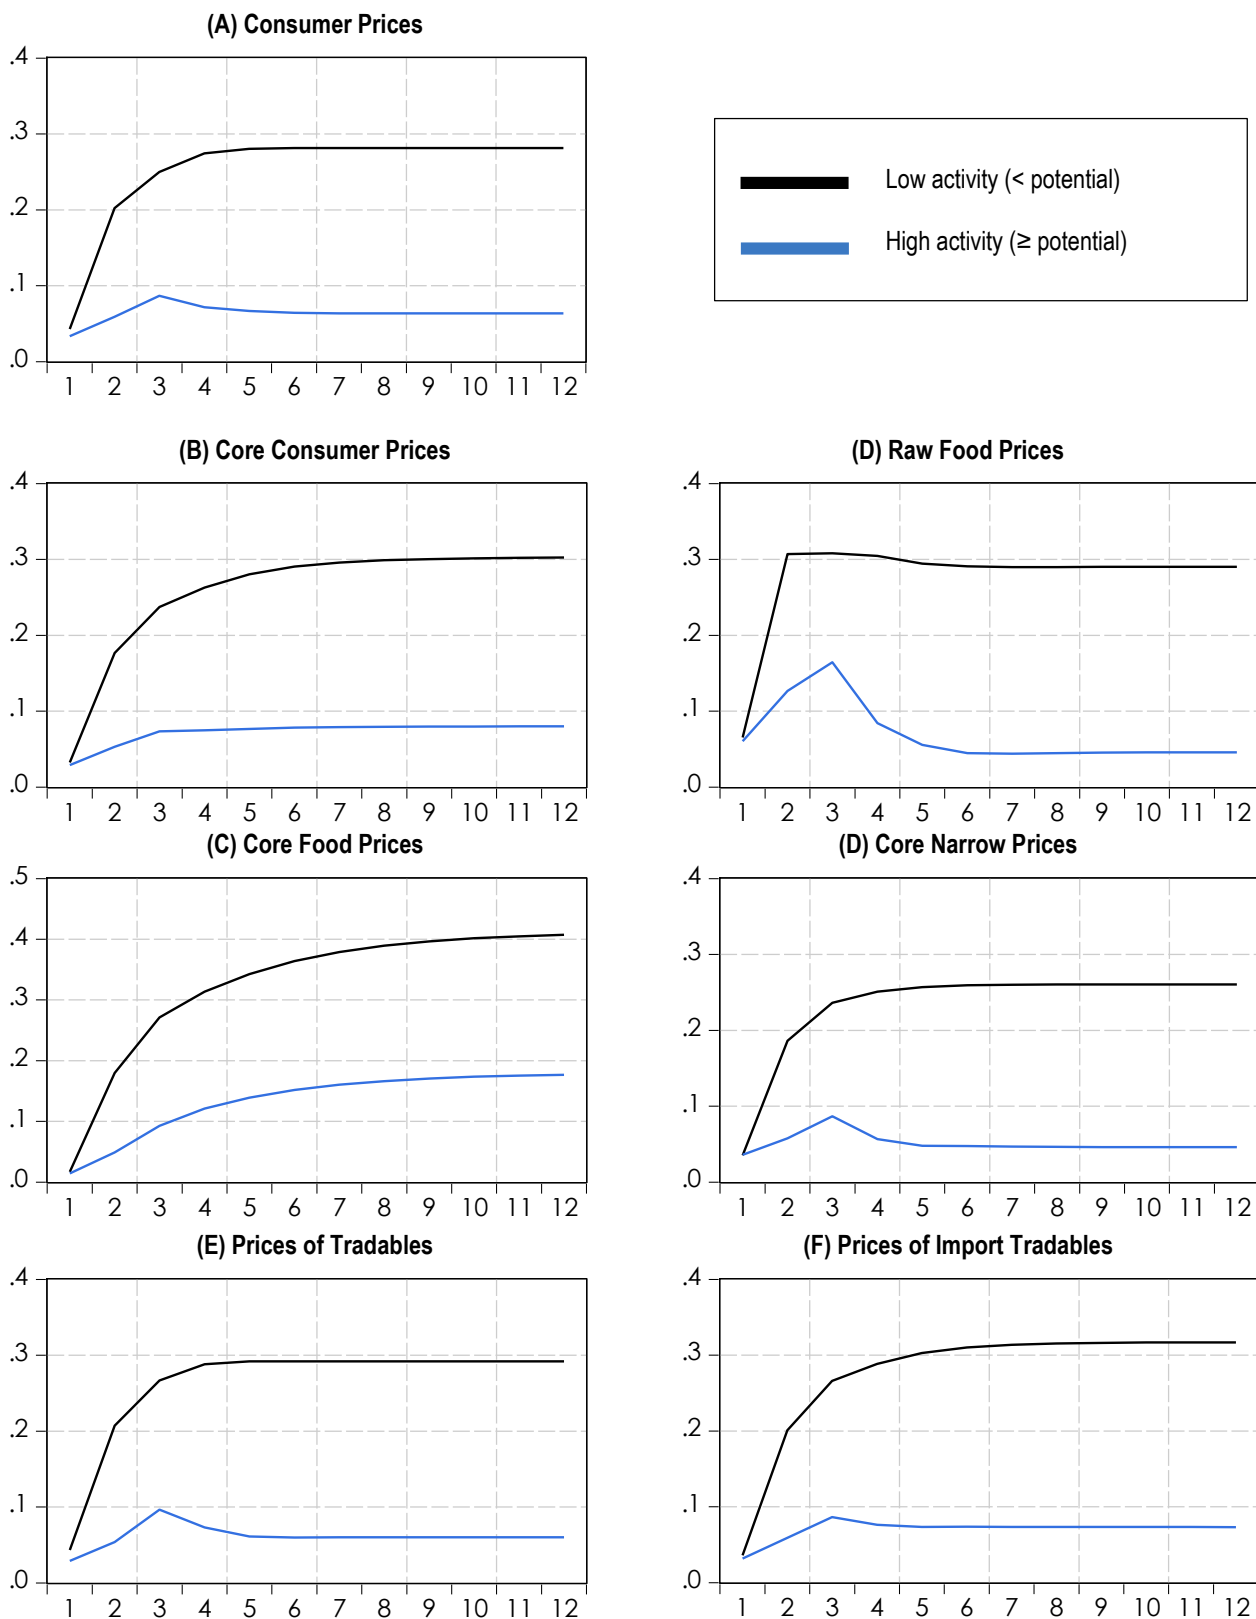 (A) Consumer Prices
.4
.3
.2
.1
.0
1 2 3 4 5 6 7 8 9 10 11 12
Low activity (< potential)
High activity (≥ potential)
(B) Core Consumer Prices
.4
.3
.2
.1
.0
1 2 3 4 5 6 7 8 9 10 11 12
(D) Raw Food Prices
.4
.3
.2
.1
.0
1 2 3 4 5 6 7 8 9 10 11 12
(C) Core Food Prices
.5
.4
.3
.2
.1
.0
1 2 3 4 5 6 7 8 9 10 11 12
(D) Core Narrow Prices
.4
.3
.2
.1
.0
1 2 3 4 5 6 7 8 9 10 11 12
(E) Prices of Tradables
.4
.3
.2
.1
.0
1 2 3 4 5 6 7 8 9 10 11 12
(F) Prices of Import Tradables
.4
.3
.2
.1
.0
1 2 3 4 5 6 7 8 9 10 11 12